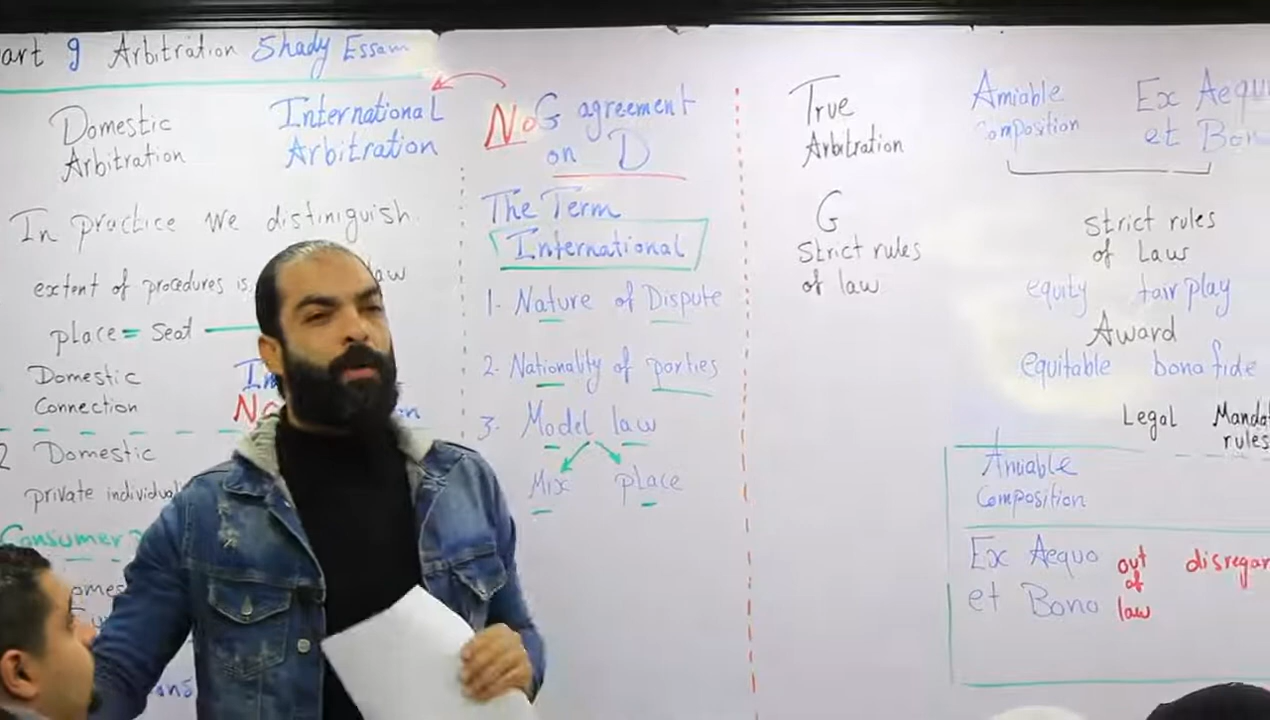 art 9 Arbitration Shady Essam
Domestic
Arbitration
International
Arbitration
In practice We distinguish
extent of procedures is law
place = seat
Domestic
Connection
No
2 Domestic
private individual
Consumer
No G agreement
on D
The Term
International
1- Nature of Dispute
2- Nationality of parties
3- Model law
Mix place
True
Arbitration
G
Strict rules
of law
Amiable
Composition
Ex Aequ
et Bon
strict rules
of Law
equity fair play
Award
equitable bonafide
Legal Mandat
rules
Amiable
Composition
Ex Aequo
et Bono
out
of
law
disregar